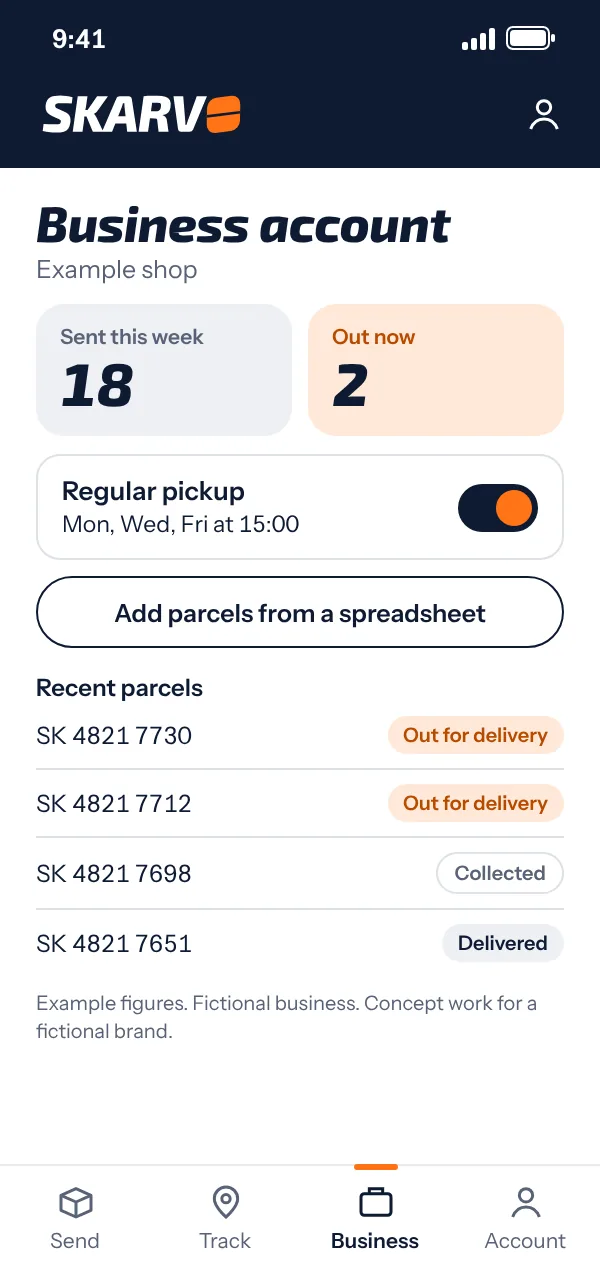 9:41
SKARV
Business account
Example shop
Sent this week
18
Out now
2
Regular pickup
Mon, Wed, Fri at 15:00
Add parcels from a spreadsheet
Recent parcels
SK 4821 7730
Out for delivery
SK 4821 7712
Out for delivery
SK 4821 7698
Collected
SK 4821 7651
Delivered
Example figures. Fictional business. Concept work for a
fictional brand.
Send
Track
Business
Account